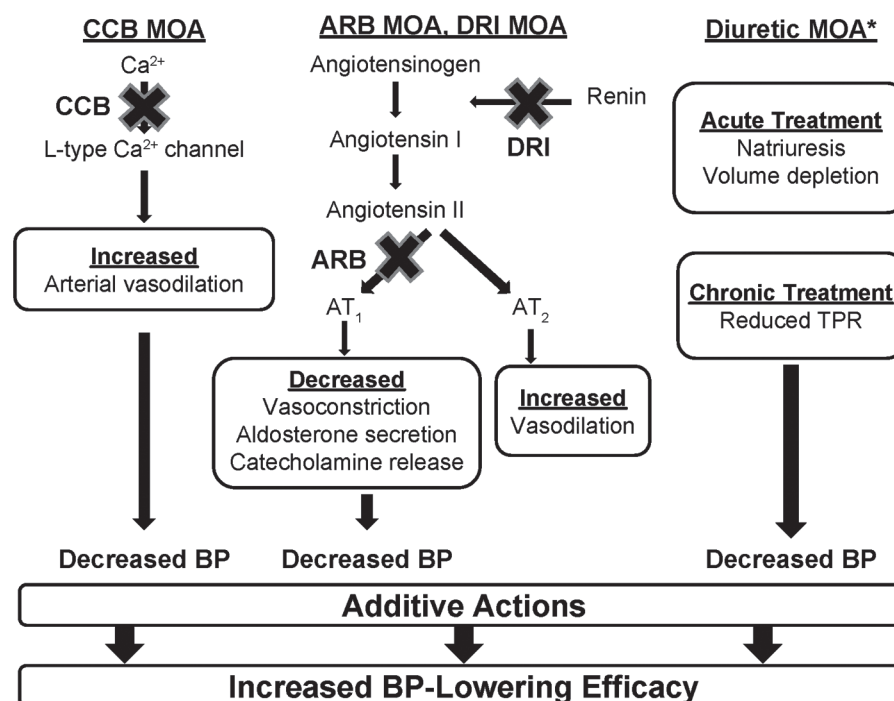 CCB MOA
Ca²⁺
CCB
L-type Ca²⁺ channel
Increased
Arterial vasodilation
Decreased BP
ARB MOA, DRI MOA
Angiotensinogen
Renin
DRI
Angiotensin I
Angiotensin II
ARB
AT₁
AT₂
Decreased
Vasoconstriction
Aldosterone secretion
Catecholamine release
Increased
Vasodilation
Decreased BP
Diuretic MOA*
Acute Treatment
Natriuresis
Volume depletion
Chronic Treatment
Reduced TPR
Decreased BP
Additive Actions
Increased BP-Lowering Efficacy